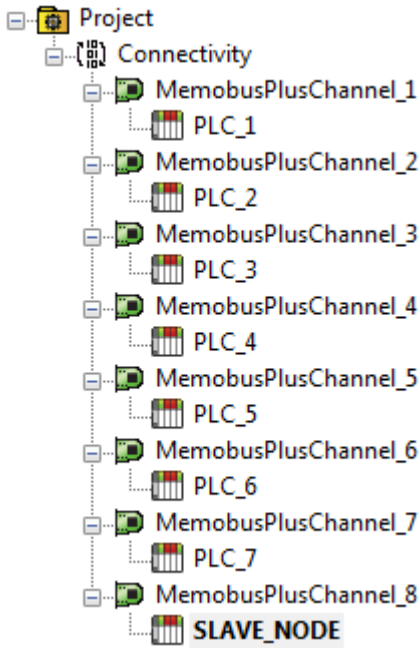 Project
Connectivity
MemobusPlusChannel_1
PLC_1
MemobusPlusChannel_2
PLC_2
MemobusPlusChannel_3
PLC_3
MemobusPlusChannel_4
PLC_4
MemobusPlusChannel_5
PLC_5
MemobusPlusChannel_6
PLC_6
MemobusPlusChannel_7
PLC_7
MemobusPlusChannel_8
SLAVE_NODE